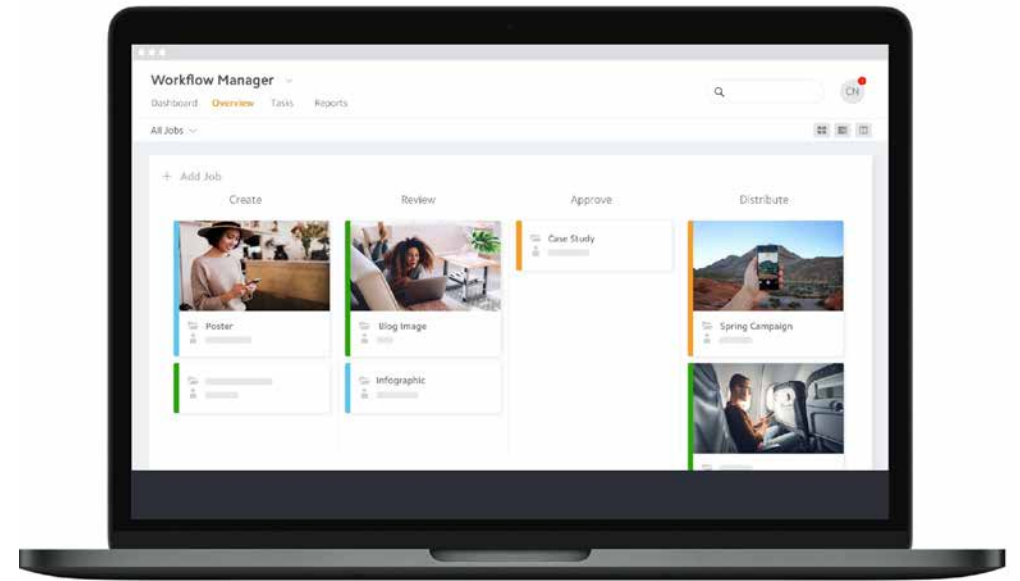 Workflow Manager
Dashboard Overview Tasks Reports
CN
All Jobs
+ Add Job
Create Review Approve Distribute
Case Study
Poster Blog Image Spring Campaign
Infographic